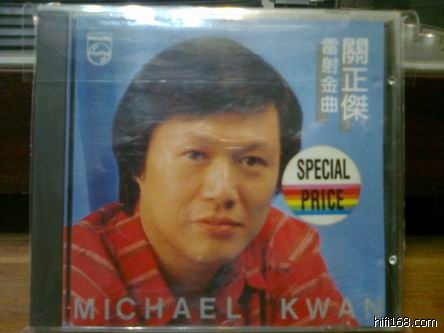 PHILIPS
關正傑
雷射金曲
SPECIAL
PRICE
MICHAEL KWAN
hifi168.com